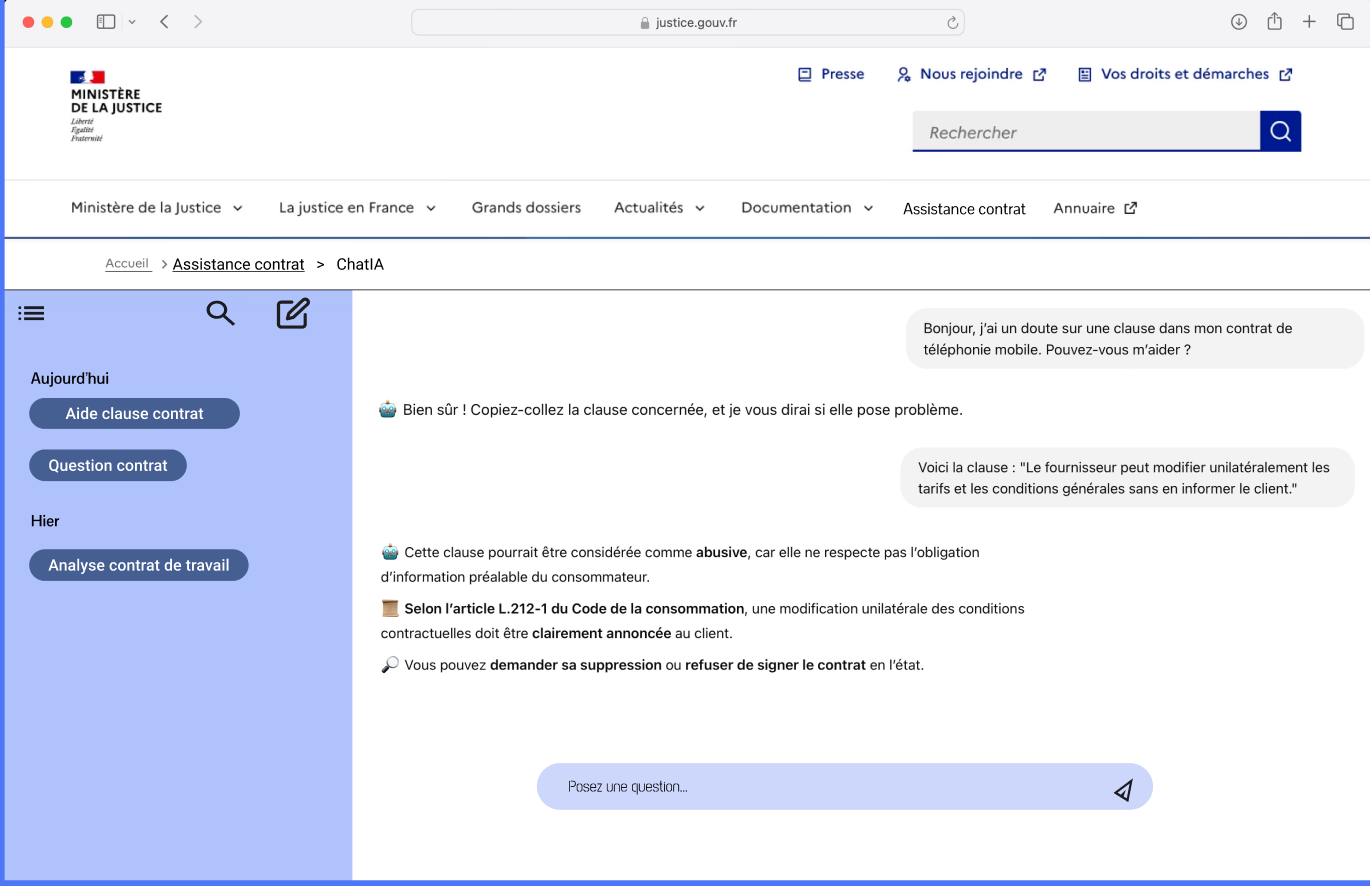 justice.gouv.fr
MINISTÈRE
DE LA JUSTICE
Liberté
Égalité
Fraternité
Presse
Nous rejoindre
Vos droits et démarches
Rechercher
Ministère de la Justice
La justice en France
Grands dossiers
Actualités
Documentation
Assistance contrat
Annuaire
Accueil > Assistance contrat > ChatIA
Aujourd'hui
Aide clause contrat
Question contrat
Hier
Analyse contrat de travail
Bonjour, j’ai un doute sur une clause dans mon contrat de
téléphonie mobile. Pouvez-vous m’aider ?
Bien sûr ! Copiez-collez la clause concernée, et je vous dirai si elle pose problème.
Voici la clause : "Le fournisseur peut modifier unilatéralement les
tarifs et les conditions générales sans en informer le client."
Cette clause pourrait être considérée comme abusive, car elle ne respecte pas l’obligation
d’information préalable du consommateur.
Selon l’article L.212-1 du Code de la consommation, une modification unilatérale des conditions
contractuelles doit être clairement annoncée au client.
Vous pouvez demander sa suppression ou refuser de signer le contrat en l’état.
Posez une question...